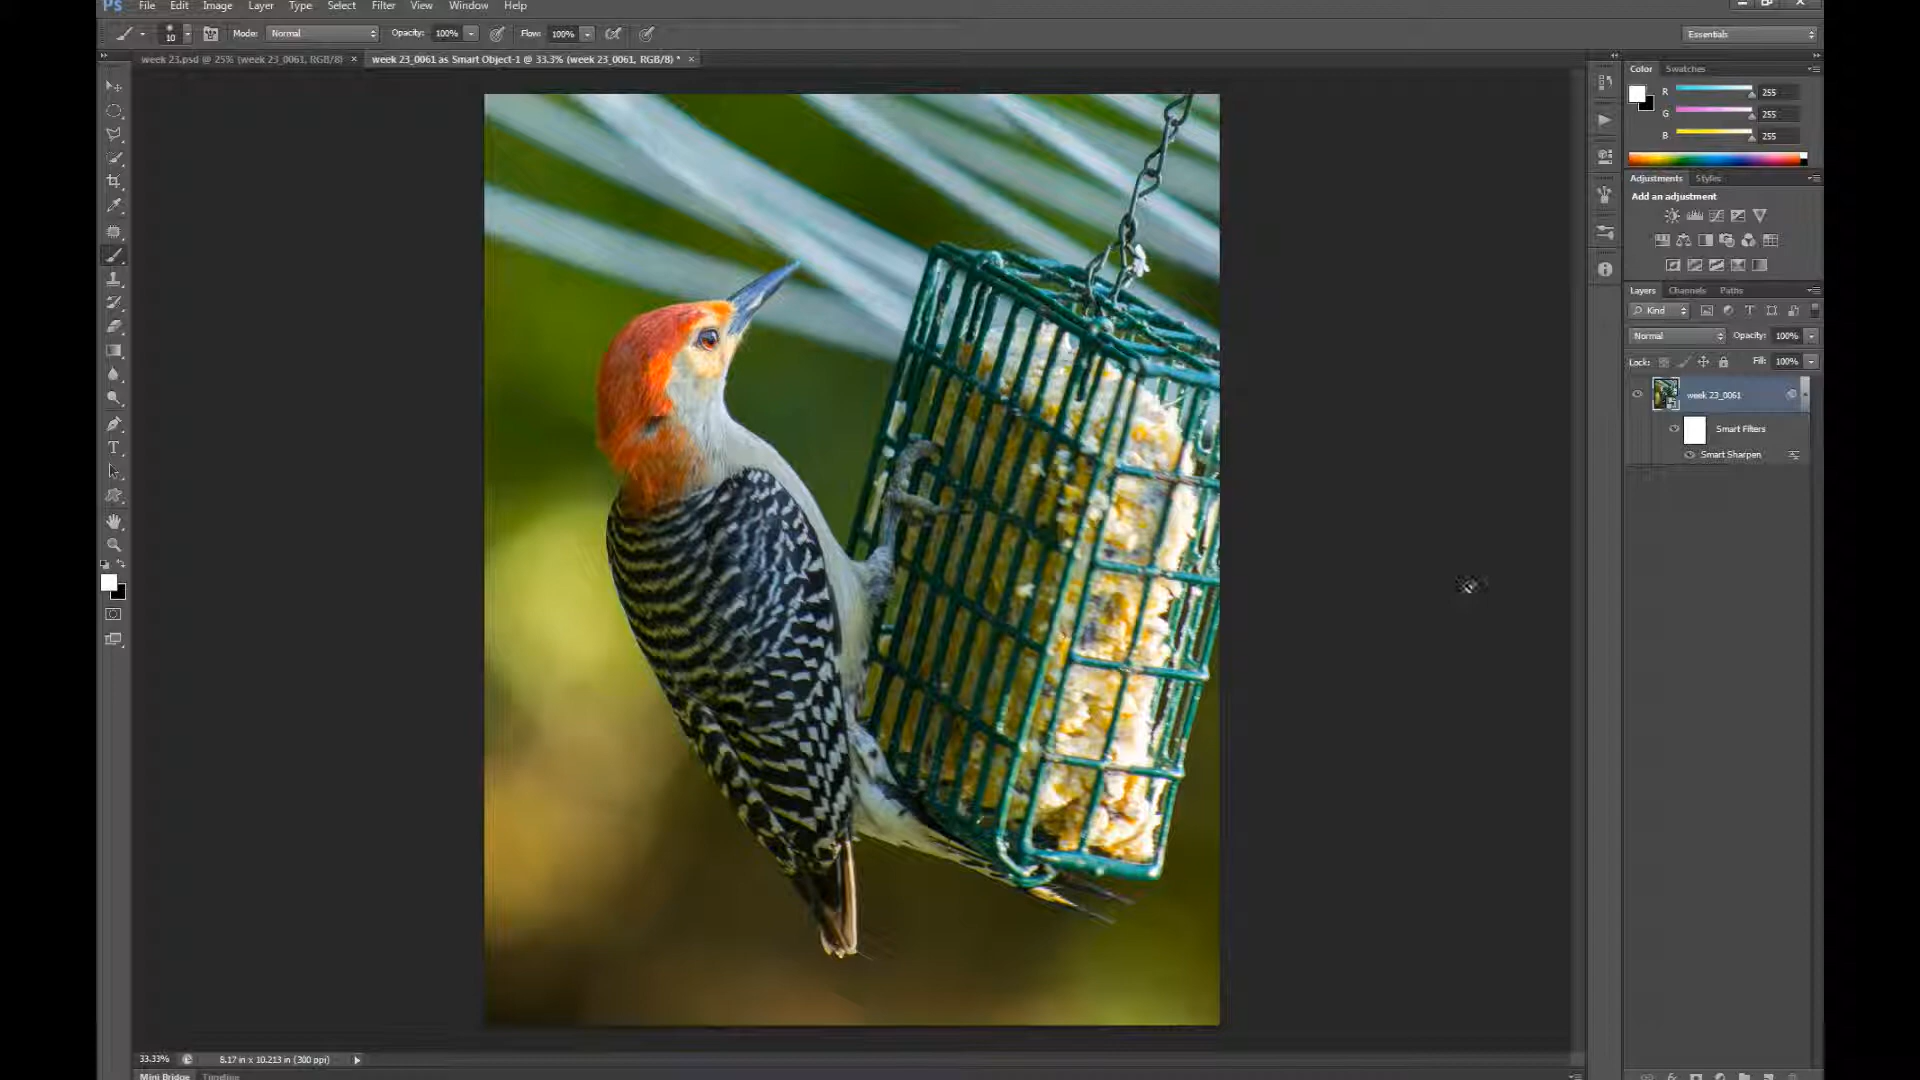 Ps File Edit Image Layer Type Select Filter View Window Help
10 Mode: Normal Opacity: 100% Flow: 100% Essentials
week 23.psd @ 25% (week 23_0061, RGB/8) × week 23_0061 as Smart Object-1 @ 33.3% (week 23_0061, RGB/8) * ×
Color Swatches
R 255
G 255
B 255
Adjustments Styles
Add an adjustment
Layers Channels Paths
Kind
Normal Opacity: 100%
Lock: Fill: 100%
week 23_0061
Smart Filters
Smart Sharpen
33.33% 8.17 in x 10.213 in (300 ppi)
Mini Bridge Timeline